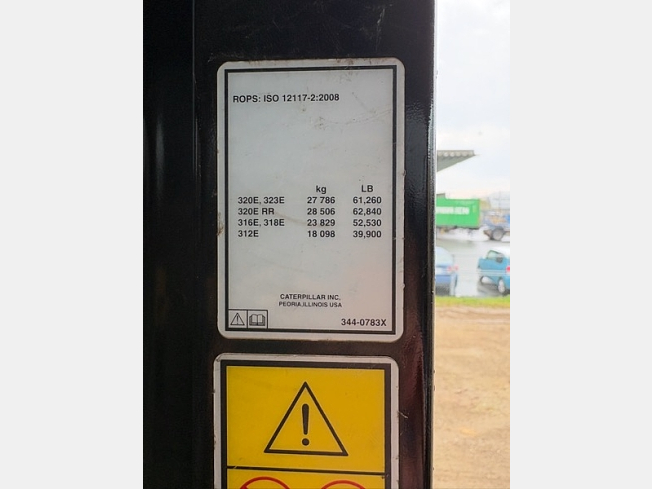 ROPS: ISO 12117-2:2008
kg LB
320E, 323E 27 786 61,260
320E RR 28 506 62,840
316E, 318E 23 829 52,530
312E 18 098 39,900
CATERPILLAR INC.
PEORIA,ILLINOIS USA
344-0783X